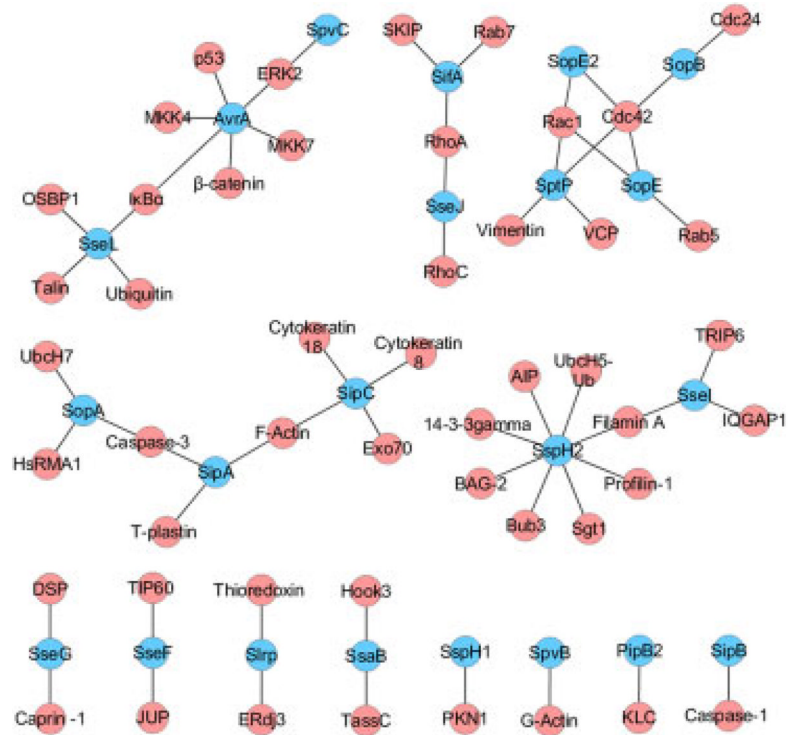 SpvC
p53
ERK2
MKK4
AvrA
MKK7
β-catenin
OSBP1
IκBα
SseL
Talin
Ubiquitin
SKIP
Rab7
SifA
RhoA
SseJ
RhoC
Cdc24
SopE2
SopB
Rac1
Cdc42
SptP
SopE
Vimentin
VCP
Rab5
UbcH7
SopA
Caspase-3
HsRMA1
Cytokeratin
18
Cytokeratin
8
SipC
F-Actin
Exo70
SipA
T-plastin
TRIP6
UbcH5-
Ub
AIP
SseI
14-3-3gamma
Filamin A
IQGAP1
SspH2
BAG-2
Profilin-1
Bub3
Sgt1
DSP
TIP60
Thioredoxin
Hook3
SseG
SseF
Slrp
SsaB
SspH1
SpvB
PipB2
SipB
Caprin -1
JUP
ERdj3
TassC
PKN1
G-Actin
KLC
Caspase-1